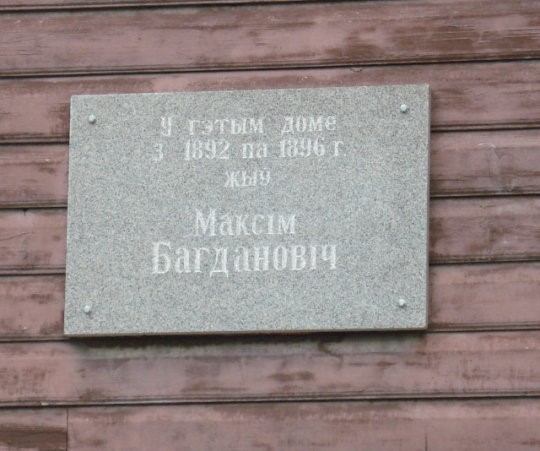 У гэтым доме
з 1892 па 1896 г.
жыў
Максім
Багдановіч